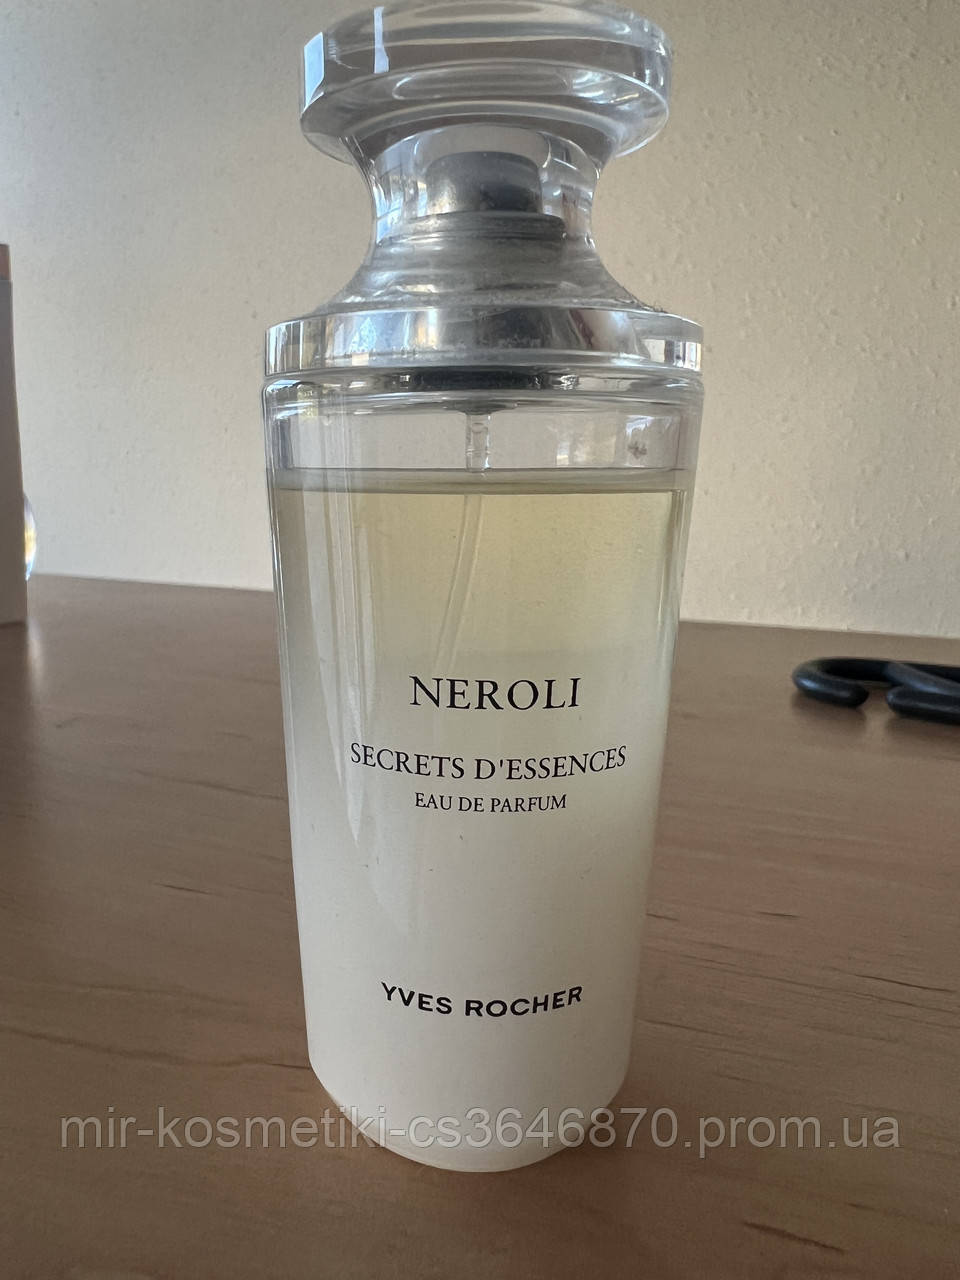 NEROLI
SECRETS D'ESSENCES
EAU DE PARFUM
YVES ROCHER
mir-kosmetiki-cs3646870.prom.ua